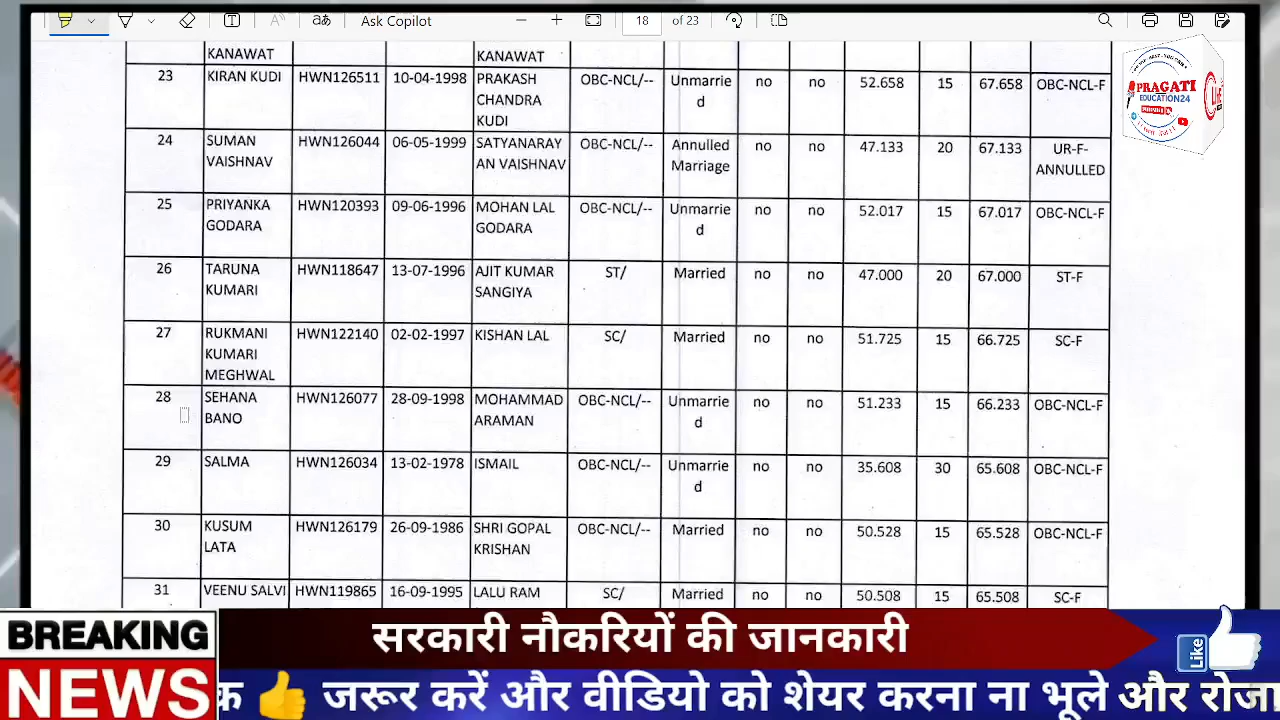 Ask Copilot
18 of 23
KANAWAT KANAWAT
23 KIRAN KUDI HWN126511 10-04-1998 PRAKASH OBC-NCL/-- Unmarrie no no 52.658 15 67.658 OBC-NCL-F
CHANDRA d
KUDI
24 SUMAN HWN126044 06-05-1999 SATYANARAY OBC-NCL/-- Annulled no no 47.133 20 67.133 UR-F-
VAISHNAV AN VAISHNAV Marriage ANNULLED
25 PRIYANKA HWN120393 09-06-1996 MOHAN LAL OBC-NCL/-- Unmarrie no no 52.017 15 67.017 OBC-NCL-F
GODARA GODARA d
26 TARUNA HWN118647 13-07-1996 AJIT KUMAR ST/ Married no no 47.000 20 67.000 ST-F
KUMARI SANGIYA
27 RUKMANI HWN122140 02-02-1997 KISHAN LAL SC/ Married no no 51.725 15 66.725 SC-F
KUMARI
MEGHWAL
28 SEHANA HWN126077 28-09-1998 MOHAMMAD OBC-NCL/-- Unmarrie no no 51.233 15 66.233 OBC-NCL-F
BANO ARAMAN d
29 SALMA HWN126034 13-02-1978 ISMAIL OBC-NCL/-- Unmarrie no no 35.608 30 65.608 OBC-NCL-F
d
30 KUSUM HWN126179 26-09-1986 SHRI GOPAL OBC-NCL/-- Married no no 50.528 15 65.528 OBC-NCL-F
LATA KRISHAN
31 VEENU SALVI HWN119865 16-09-1995 LALU RAM SC/ Married no no 50.508 15 65.508 SC-F
PRAGATI
EDUCATION24
BREAKING
NEWS
सरकारी नौकरियों की जानकारी
Like
जरूर करें और वीडियो को शेयर करना ना भूले और रोजा